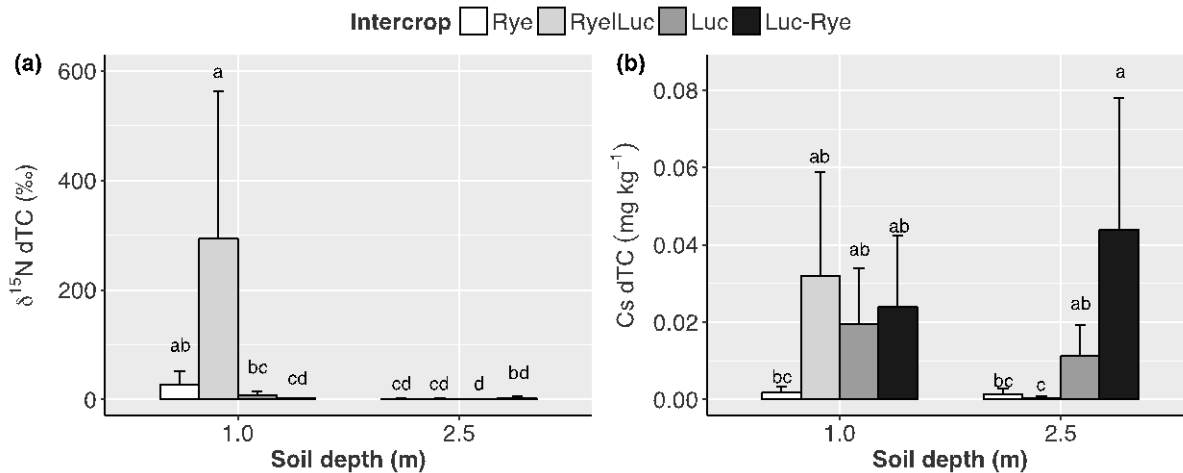 Intercrop Rye Rye|Luc Luc Luc-Rye
(a)
600
400
200
0
δ¹⁵N dTC (‰)
a
ab
bc
cd
cd
cd
d
bd
1.0
2.5
Soil depth (m)
(b)
0.08
0.06
0.04
0.02
0.00
Cs dTC (mg kg⁻¹)
bc
ab
ab
ab
bc
c
ab
a
1.0
2.5
Soil depth (m)